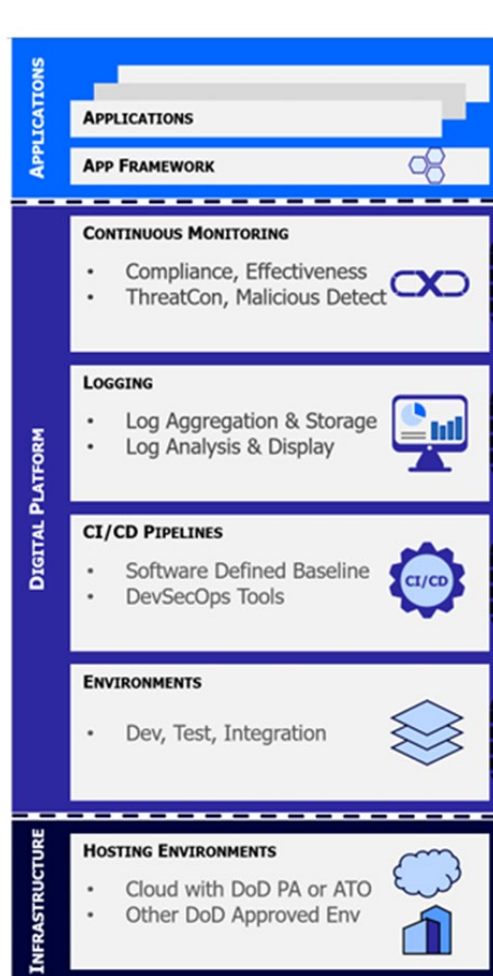 APPLICATIONS
APPLICATIONS
APP FRAMEWORK
DIGITAL PLATFORM
CONTINUOUS MONITORING
• Compliance, Effectiveness
• ThreatCon, Malicious Detect
LOGGING
• Log Aggregation & Storage
• Log Analysis & Display
CI/CD PIPELINES
• Software Defined Baseline
• DevSecOps Tools
CI/CD
ENVIRONMENTS
• Dev, Test, Integration
INFRASTRUCTURE
HOSTING ENVIRONMENTS
• Cloud with DoD PA or ATO
• Other DoD Approved Env